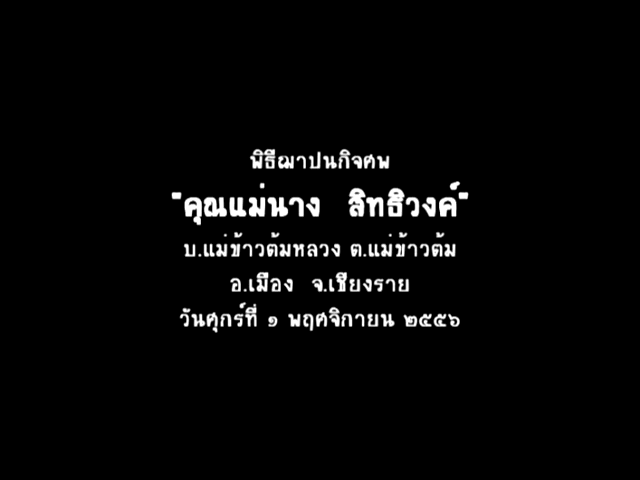 พิธีฌาปนกิจศพ
"คุณแม่นาง สิทธิวงค์"
บ.แม่ข้าวต้มหลวง ต.แม่ข้าวต้ม
อ.เมือง จ.เชียงราย
วันศุกร์ที่ ๑ พฤศจิกายน ๒๕๕๖